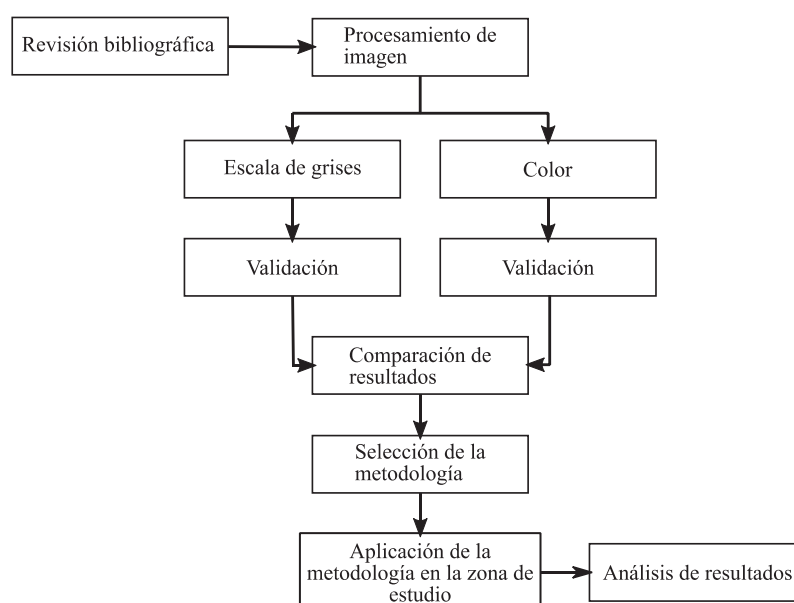 Revisión bibliográfica
Procesamiento de
imagen
Escala de grises
Color
Validación
Validación
Comparación de
resultados
Selección de la
metodología
Aplicación de la
metodología en la zona de
estudio
Análisis de resultados